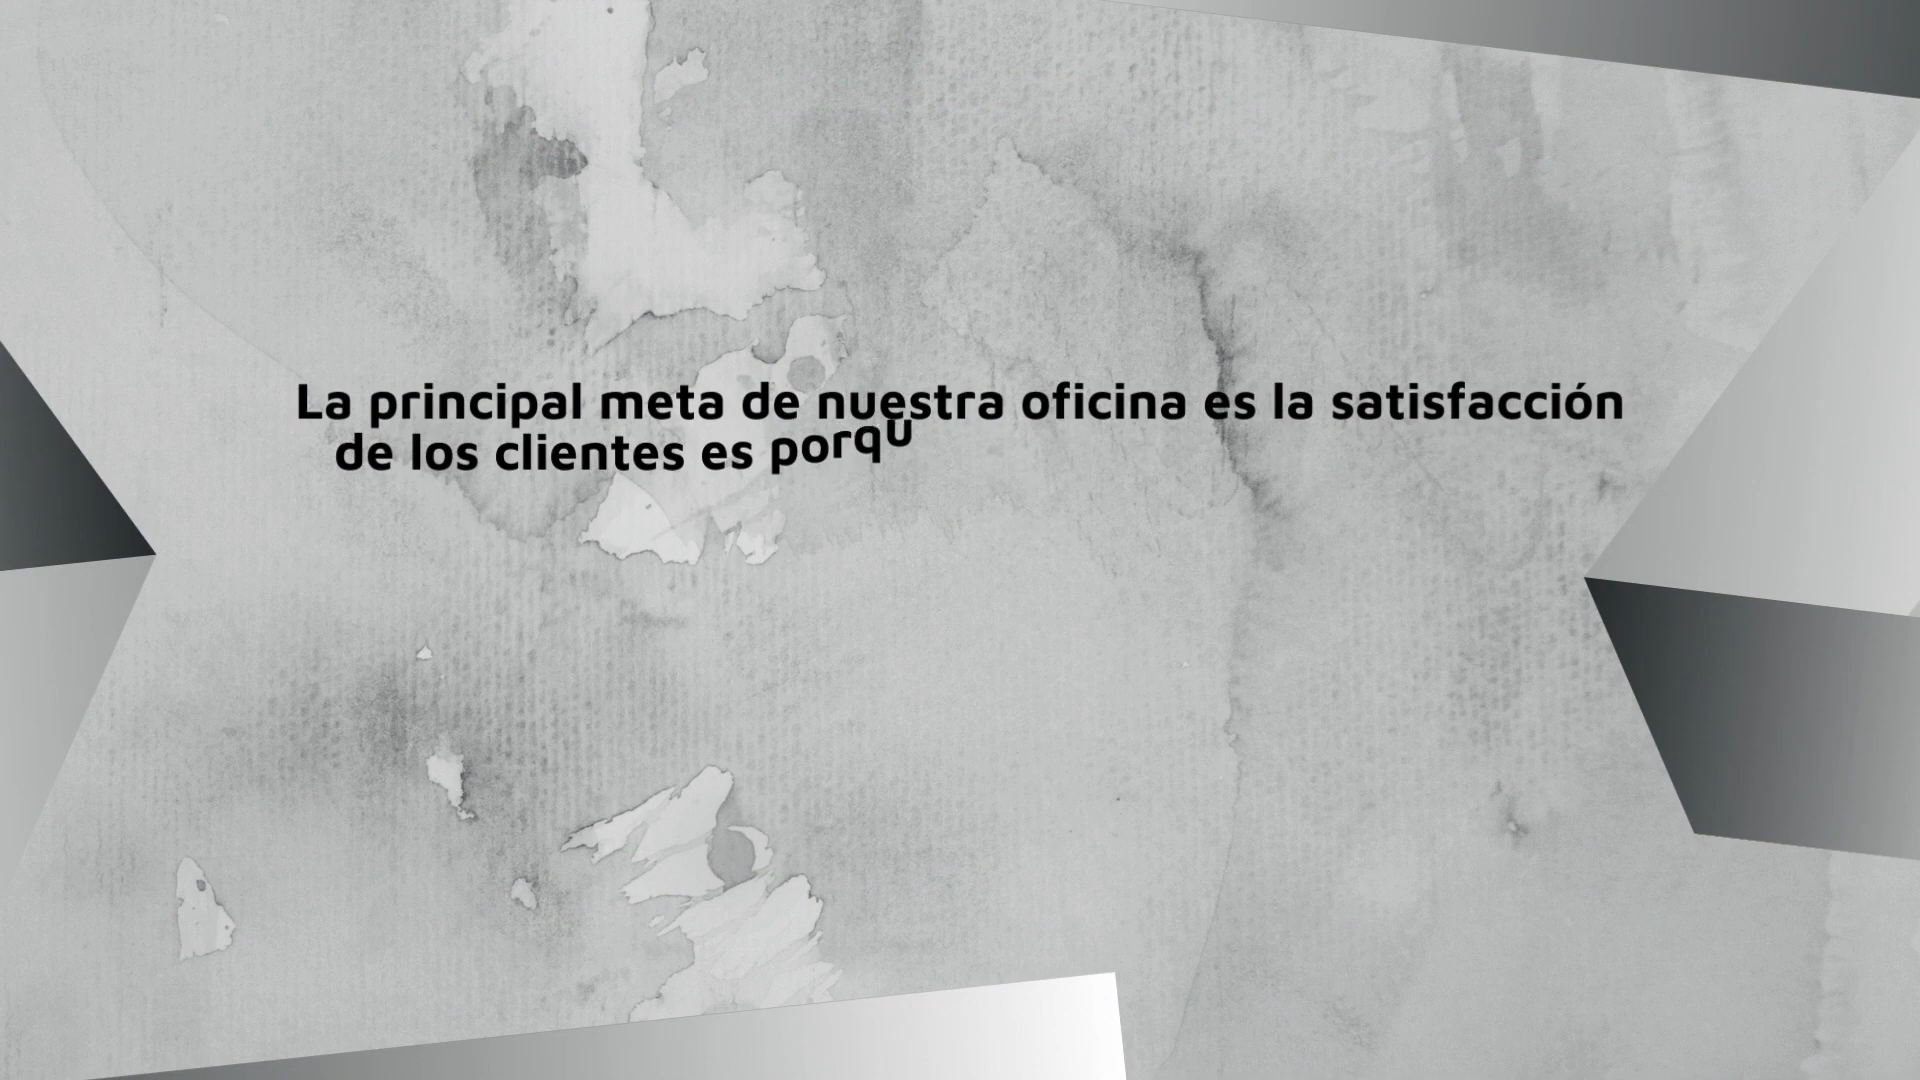 La principal meta de nuestra oficina es la satisfacción
de los clientes es porqu